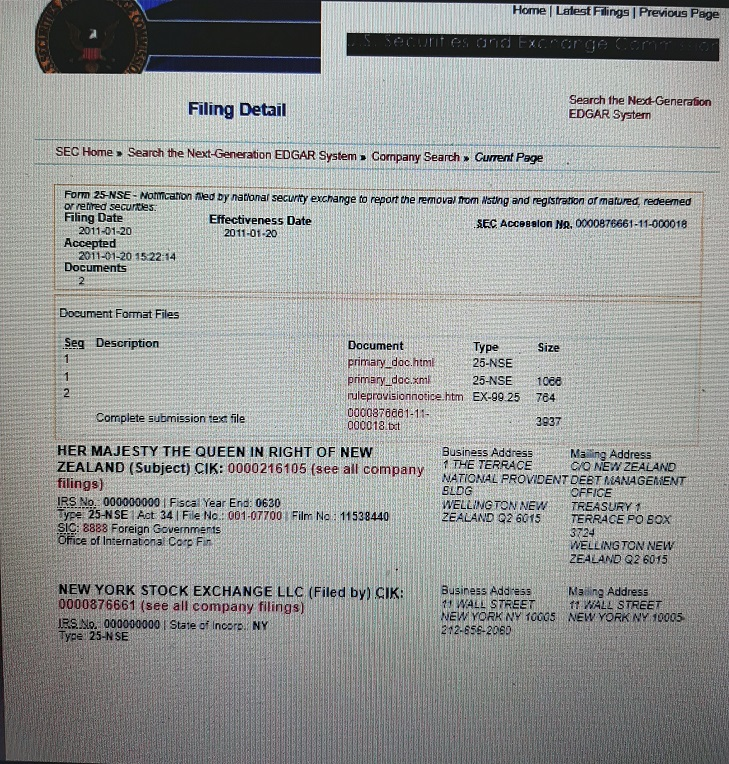 Home | Latest Filings | Previous Page
U.S. Securities and Exchange Commission
Filing Detail
Search the Next-Generation
EDGAR System
SEC Home » Search the Next-Generation EDGAR System » Company Search » Current Page
Form 25-NSE - Notification filed by national security exchange to report the removal from listing and registration of matured, redeemed
or retired securities:
SEC Accession No. 0000876661-11-000018
Filing Date
2011-01-20
Accepted
2011-01-20 15:22:14
Documents
2
Effectiveness Date
2011-01-20
Document Format Files
Seq Description Document Type Size
1 primary_doc.html 25-NSE
1 primary_doc.xml 25-NSE 1066
2 ruleprovisionnotice.htm EX-99.25 764
Complete submission text file 0000876661-11-
000018.txt 3937
HER MAJESTY THE QUEEN IN RIGHT OF NEW
ZEALAND (Subject) CIK: 0000216105 (see all company
filings)
IRS No.: 000000000 | Fiscal Year End: 0630
Type: 25-NSE | Act: 34 | File No.: 001-07700 | Film No.: 11538440
SIC: 8888 Foreign Governments
Office of International Corp Fin
Business Address
1 THE TERRACE
NATIONAL PROVIDENT
BLDG
WELLINGTON NEW
ZEALAND Q2 6015
Mailing Address
C/O NEW ZEALAND
DEBT MANAGEMENT
OFFICE
TREASURY 1
TERRACE PO BOX
3724
WELLINGTON NEW
ZEALAND Q2 6015
NEW YORK STOCK EXCHANGE LLC (Filed by) CIK:
0000876661 (see all company filings)
IRS No.: 000000000 | State of Incorp.: NY
Type: 25-NSE
Business Address
11 WALL STREET
NEW YORK NY 10005
212-656-2060
Mailing Address
11 WALL STREET
NEW YORK NY 10005